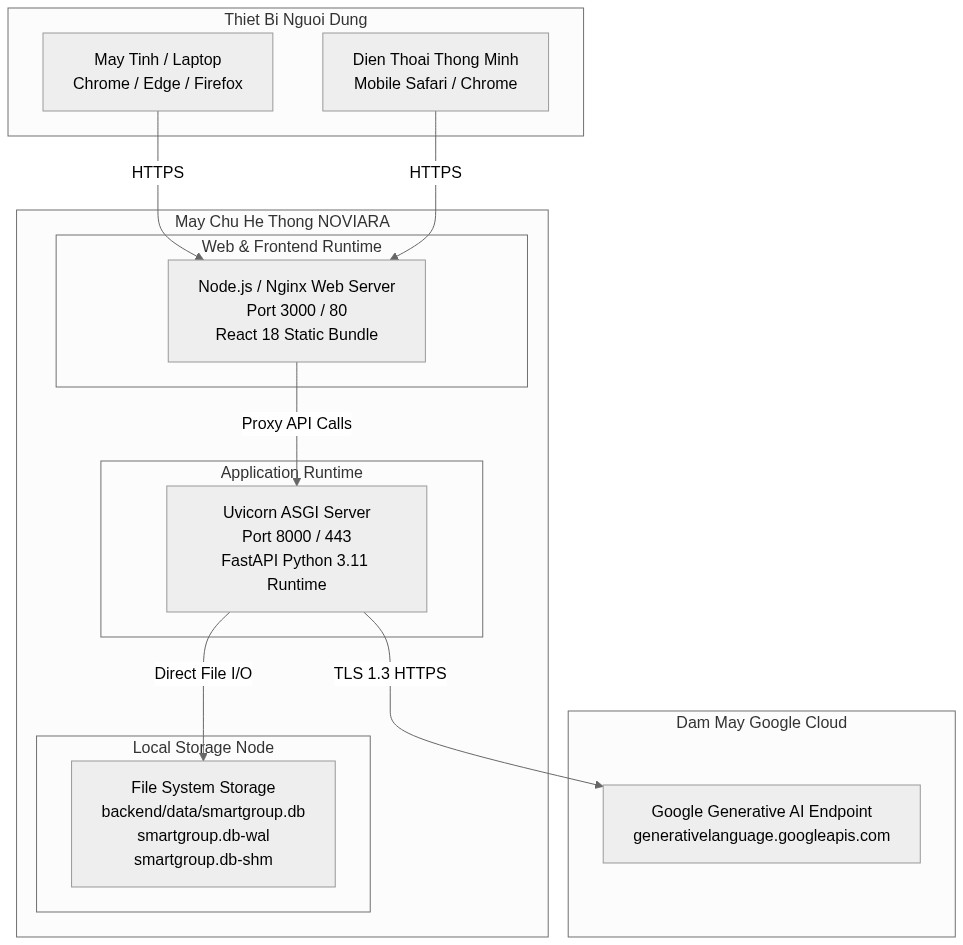 Thiet Bi Nguoi Dung
May Tinh / Laptop
Chrome / Edge / Firefox
Dien Thoai Thong Minh
Mobile Safari / Chrome
HTTPS
HTTPS
May Chu He Thong NOVIARA
Web & Frontend Runtime
Node.js / Nginx Web Server
Port 3000 / 80
React 18 Static Bundle
Proxy API Calls
Application Runtime
Uvicorn ASGI Server
Port 8000 / 443
FastAPI Python 3.11
Runtime
Direct File I/O
TLS 1.3 HTTPS
Local Storage Node
File System Storage
backend/data/smartgroup.db
smartgroup.db-wal
smartgroup.db-shm
Dam May Google Cloud
Google Generative AI Endpoint
generativelanguage.googleapis.com